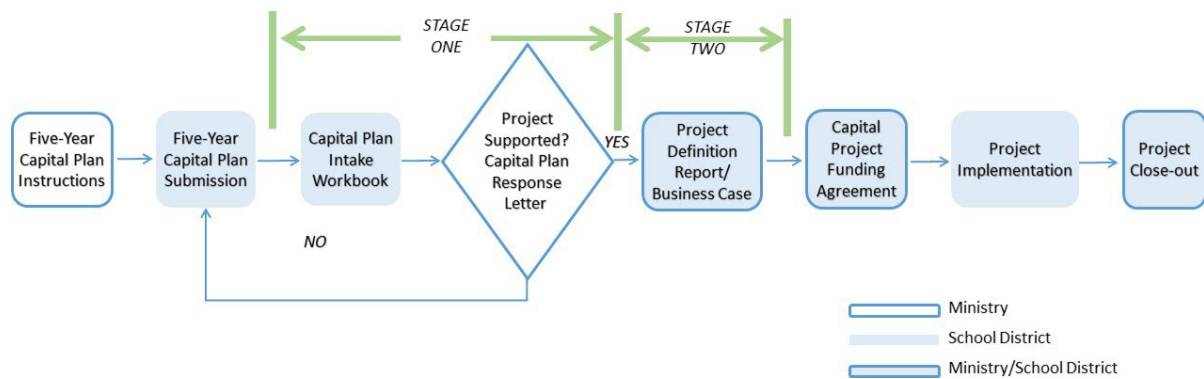 STAGE
ONE
STAGE
TWO
Five-Year
Capital Plan
Instructions
Five-Year
Capital Plan
Submission
Capital Plan
Intake
Workbook
Project
Supported?
Capital Plan
Response
Letter
YES
Project
Definition
Report/
Business Case
Capital
Project
Funding
Agreement
Project
Implementation
Project
Close-out
NO
Ministry
School District
Ministry/School District